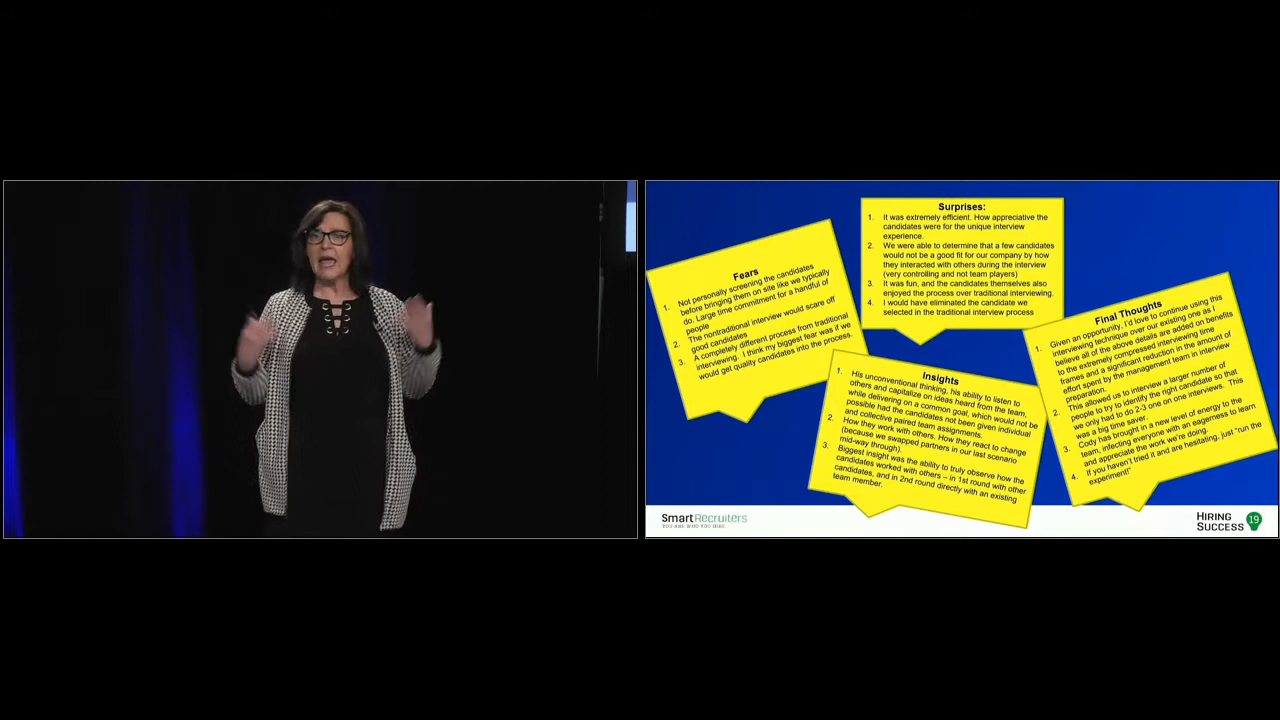 Surprises:
1. It was extremely efficient. How appreciative the
candidates were for the unique interview
experience.
2. We were able to determine that a few candidates
would not be a good fit for our company by how
they interacted with others during the interview
(very controlling and not team players)
3. It was fun, and the candidates themselves also
enjoyed the process over traditional interviewing.
4. I would have eliminated the candidate we
selected in the traditional interview process
Fears
1. Not personally screening the candidates
before bringing them on site like we typically
do. Large time commitment for a handful of
people
2. The nontraditional interview would scare off
good candidates
3. A completely different process from traditional
interviewing. I think my biggest fear was if we
would get quality candidates into the process.
Insights
1. His unconventional thinking, his ability to listen to
others and capitalize on ideas heard from the team,
while delivering on a common goal, which would not be
possible had the candidates not been given individual
and collective paired team assignments.
2. How they work with others. How they react to change
(because we swapped partners in our last scenario
mid-way through).
3. Biggest insight was the ability to truly observe how the
candidates worked with others – in 1st round with other
candidates, and in 2nd round directly with an existing
team member.
Final Thoughts
1. Given an opportunity, I'd love to continue using this
interviewing technique over our existing one as I
believe all of the above details are added on benefits
to the extremely compressed interviewing time
frames and a significant reduction in the amount of
effort spent by the management team in interview
preparation.
2. This allowed us to interview a larger number of
people to try to identify the right candidate so that
we only had to do 2-3 one on one interviews. This
was a big time saver.
3. Cody has brought in a new level of energy to the
team, infecting everyone with an eagerness to learn
and appreciate the work we're doing.
4. If you haven't tried it and are hesitating, just "run the
experiment!"
SmartRecruiters
YOU ARE WHO YOU HIRE
HIRING
SUCCESS 19